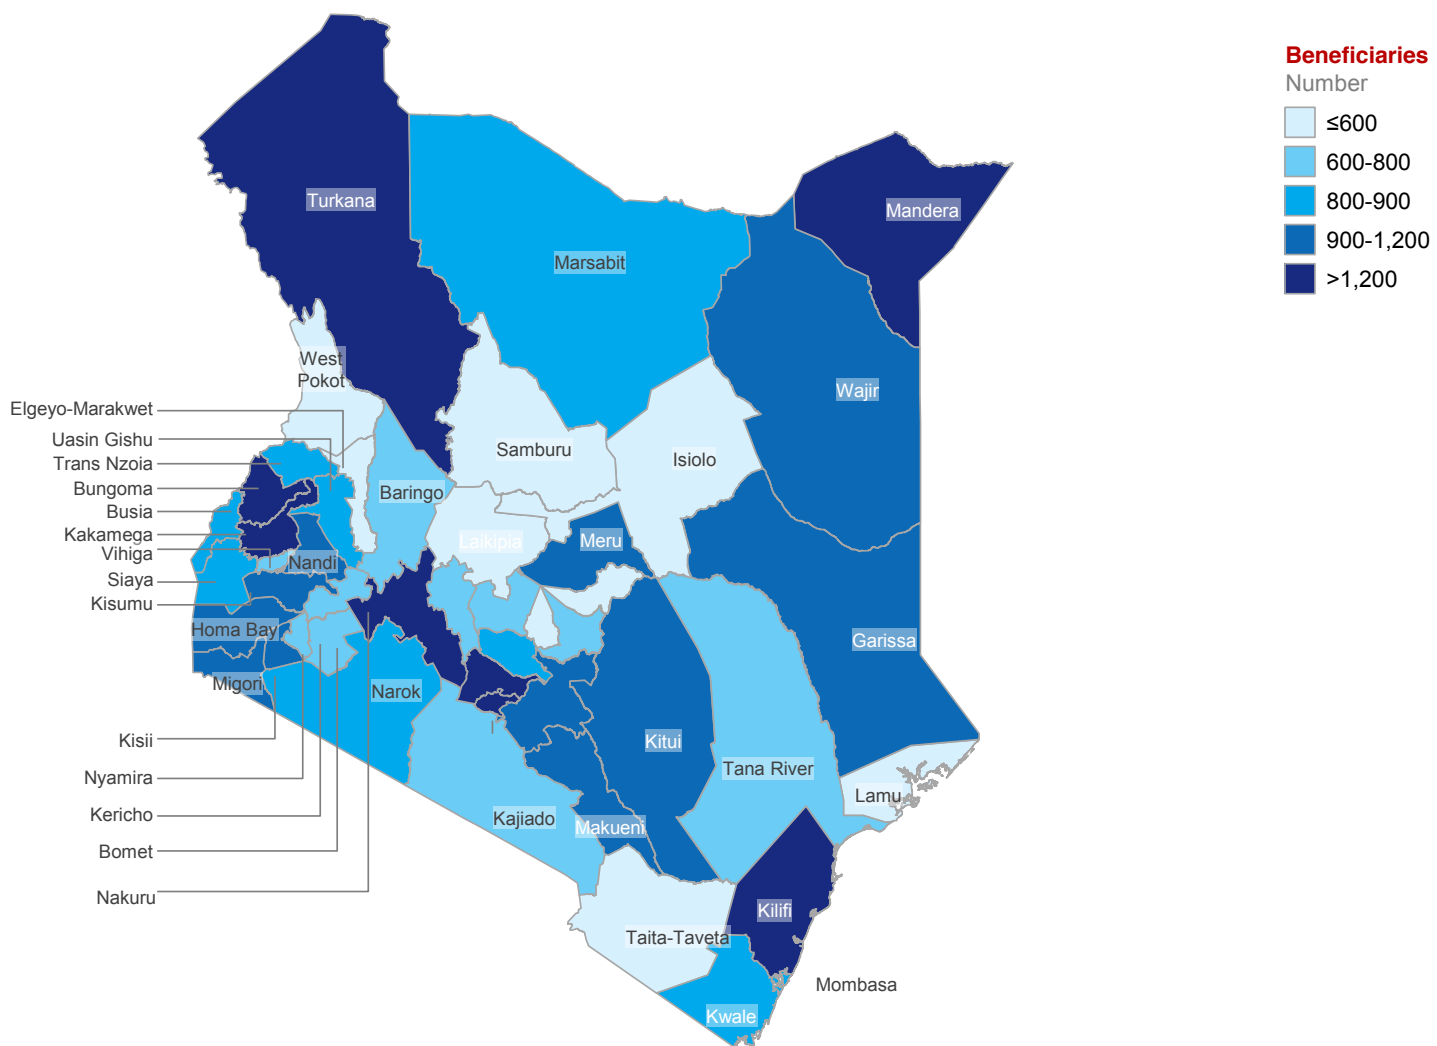 Beneficiaries
Number
≤600
600-800
800-900
900-1,200
>1,200
Turkana
Mandera
Marsabit
West
Pokot
Wajir
Elgeyo-Marakwet
Uasin Gishu
Trans Nzoia
Bungoma
Busia
Kakamega
Vihiga
Siaya
Kisumu
Samburu
Isiolo
Baringo
Laikipia
Meru
Nandi
Homa Bay
Garissa
Migori
Narok
Kisii
Nyamira
Kericho
Bomet
Nakuru
Kitui
Tana River
Lamu
Kajiado
Makueni
Kilifi
Taita-Taveta
Mombasa
Kwale